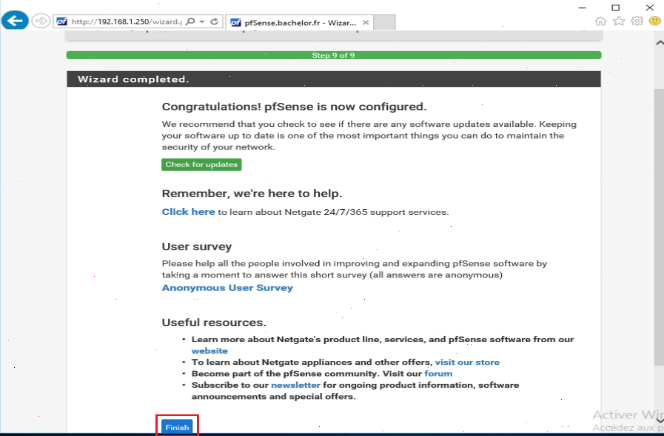 http://192.168.1.250/wizard.p
pfSense.bachelor.fr - Wizar...
Step 9 of 9
Wizard completed.
Congratulations! pfSense is now configured.
We recommend that you check to see if there are any software updates available. Keeping
your software up to date is one of the most important things you can do to maintain the
security of your network.
Check for updates
Remember, we're here to help.
Click here to learn about Netgate 24/7/365 support services.
User survey
Please help all the people involved in improving and expanding pfSense software by
taking a moment to answer this short survey (all answers are anonymous)
Anonymous User Survey
Useful resources.
• Learn more about Netgate's product line, services, and pfSense software from our
website
• To learn about Netgate appliances and other offers, visit our store
• Become part of the pfSense community. Visit our forum
• Subscribe to our newsletter for ongoing product information, software
announcements and special offers.
Finish
Activer Wi
Accédez aux p